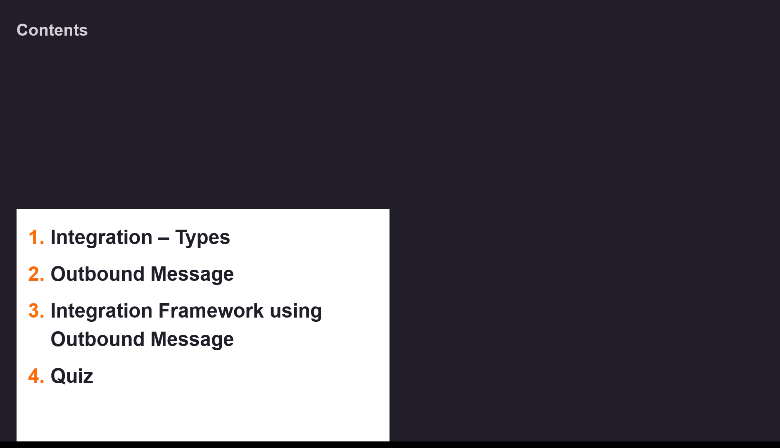 Contents
1. Integration – Types
2. Outbound Message
3. Integration Framework using
Outbound Message
4. Quiz